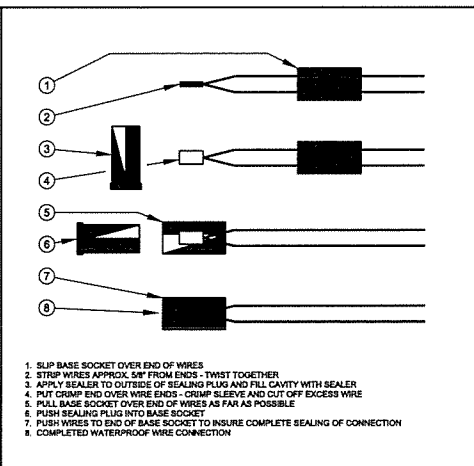 1
2
3
4
5
6
7
8
1. SLIP BASE SOCKET OVER END OF WIRES
2. STRIP WIRES APPROX. 5/8" FROM ENDS - TWIST TOGETHER
3. APPLY SEALER TO OUTSIDE OF SEALING PLUG AND FILL CAVITY WITH SEALER
4. PUT CRIMP END OVER WIRE ENDS - CRIMP SLEEVE AND CUT OFF EXCESS WIRE
5. PULL BASE SOCKET OVER END OF WIRES AS FAR AS POSSIBLE
6. PUSH SEALING PLUG INTO BASE SOCKET
7. PUSH WIRES TO END OF BASE SOCKET TO INSURE COMPLETE SEALING OF CONNECTION
8. COMPLETED WATERPROOF WIRE CONNECTION